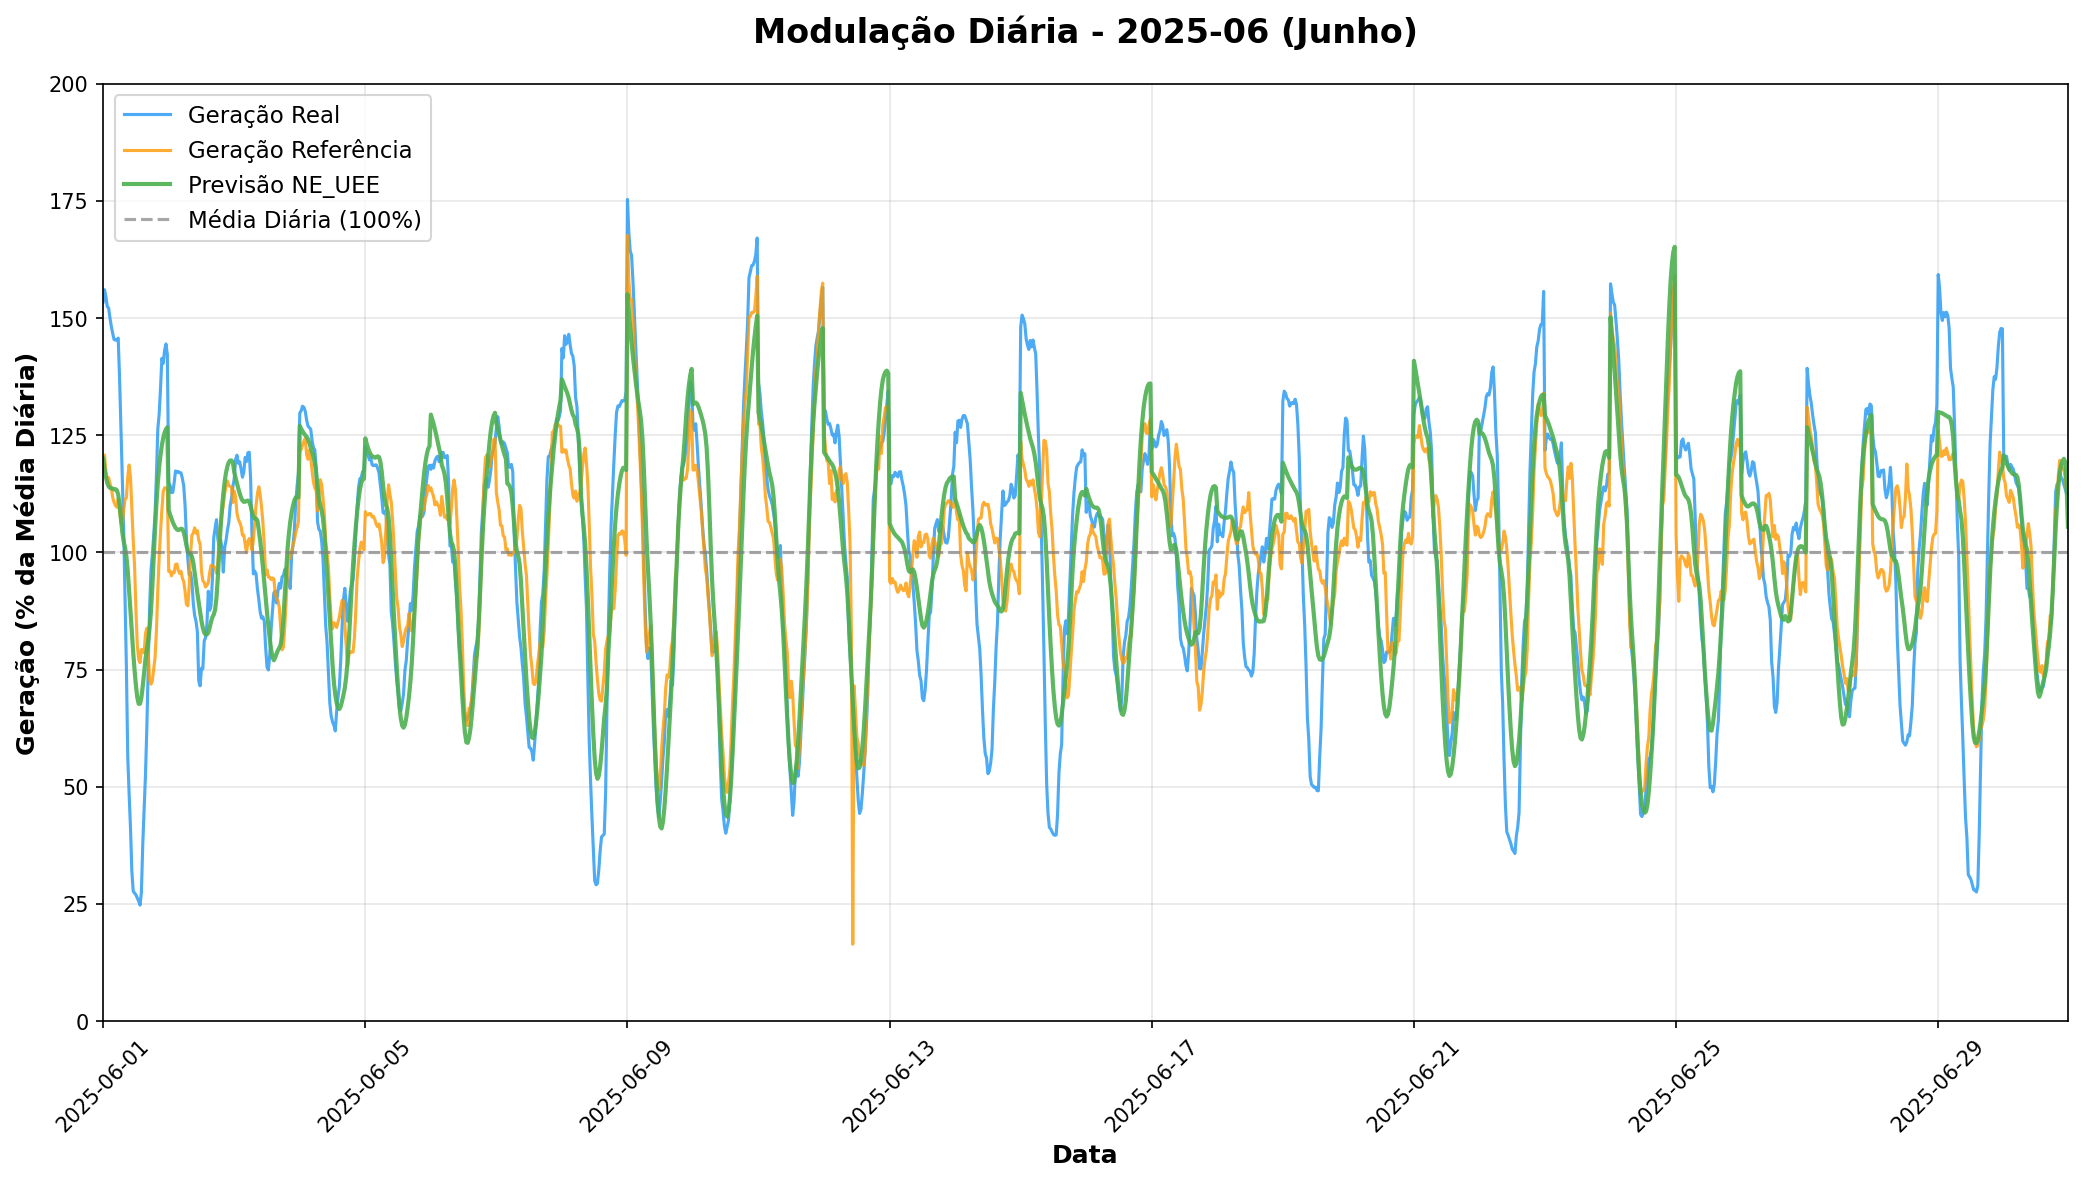 Modulação Diária - 2025-06 (Junho)
Geração Real
Geração Referência
Previsão NE_UEE
Média Diária (100%)
Geração (% da Média Diária)
200
175
150
125
100
75
50
25
0
2025-06-01
2025-06-05
2025-06-09
2025-06-13
2025-06-17
2025-06-21
2025-06-25
2025-06-29
Data